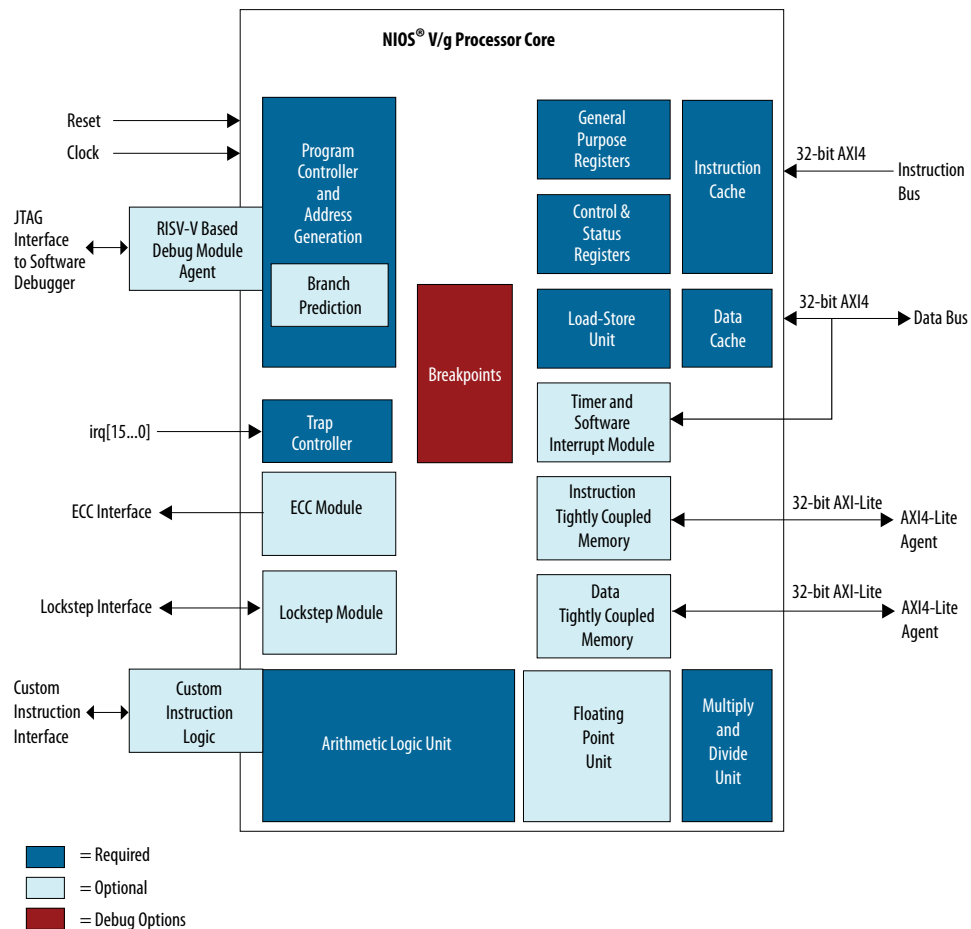 NIOS® V/g Processor Core
Reset
Clock
JTAG
Interface
to Software
Debugger
RISV-V Based
Debug Module
Agent
Program
Controller
and
Address
Generation
Branch
Prediction
General
Purpose
Registers
Instruction
Cache
32-bit AXI4
Instruction
Bus
Control &
Status
Registers
Breakpoints
Load-Store
Unit
Data
Cache
32-bit AXI4
Data Bus
irq[15...0]
Trap
Controller
Timer and
Software
Interrupt Module
ECC Interface
ECC Module
Instruction
Tightly Coupled
Memory
32-bit AXI-Lite
AXI4-Lite
Agent
Lockstep Interface
Lockstep Module
Data
Tightly Coupled
Memory
32-bit AXI-Lite
AXI4-Lite
Agent
Custom
Instruction
Interface
Custom
Instruction
Logic
Arithmetic Logic Unit
Floating
Point
Unit
Multiply
and
Divide
Unit
= Required
= Optional
= Debug Options